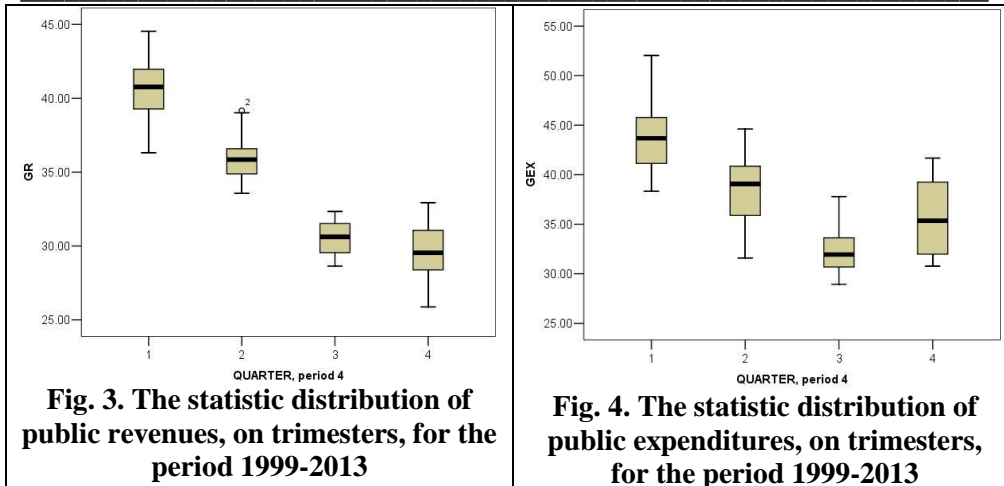 45.00
40.00
35.00
30.00
25.00
GR
2
1 2 3 4
QUARTER, period 4
Fig. 3. The statistic distribution of
public revenues, on trimesters, for the
period 1999-2013
55.00
50.00
45.00
40.00
35.00
30.00
25.00
GEX
1 2 3 4
QUARTER, period 4
Fig. 4. The statistic distribution of
public expenditures, on trimesters,
for the period 1999-2013